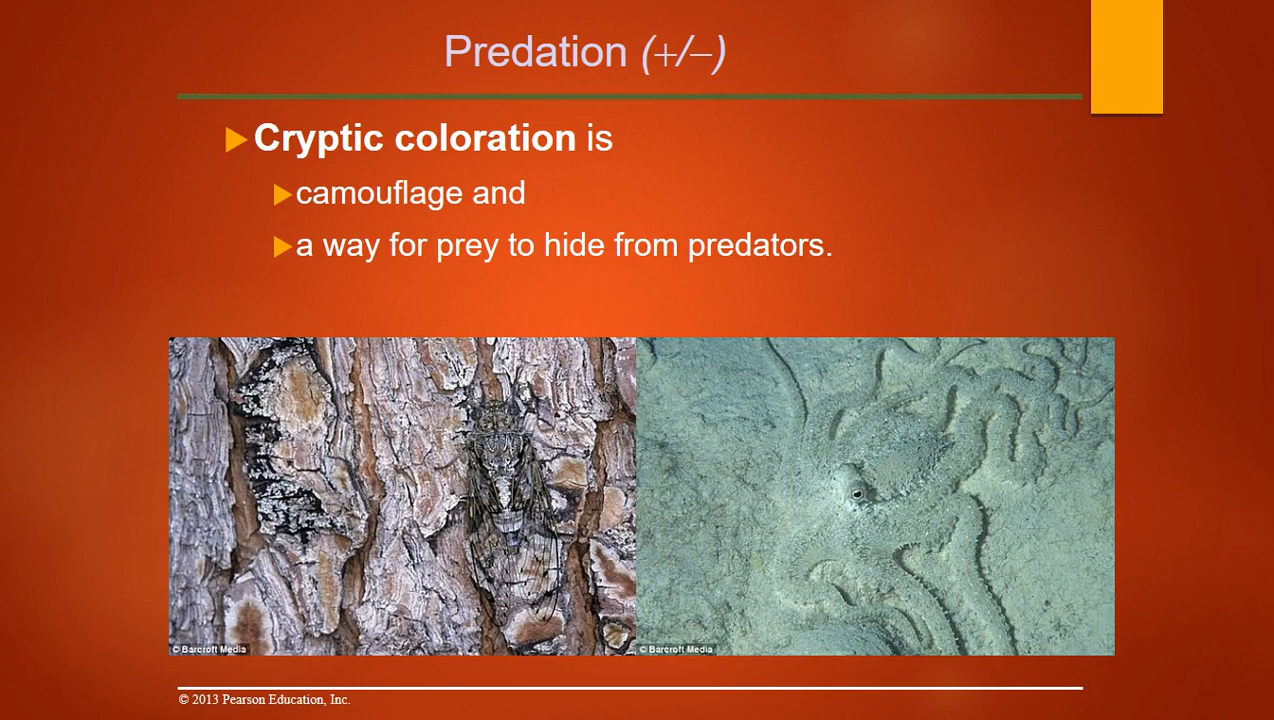 Predation (+/–)
Cryptic coloration is
camouflage and
a way for prey to hide from predators.
© Barcroft Media
© Barcroft Media
© 2013 Pearson Education, Inc.